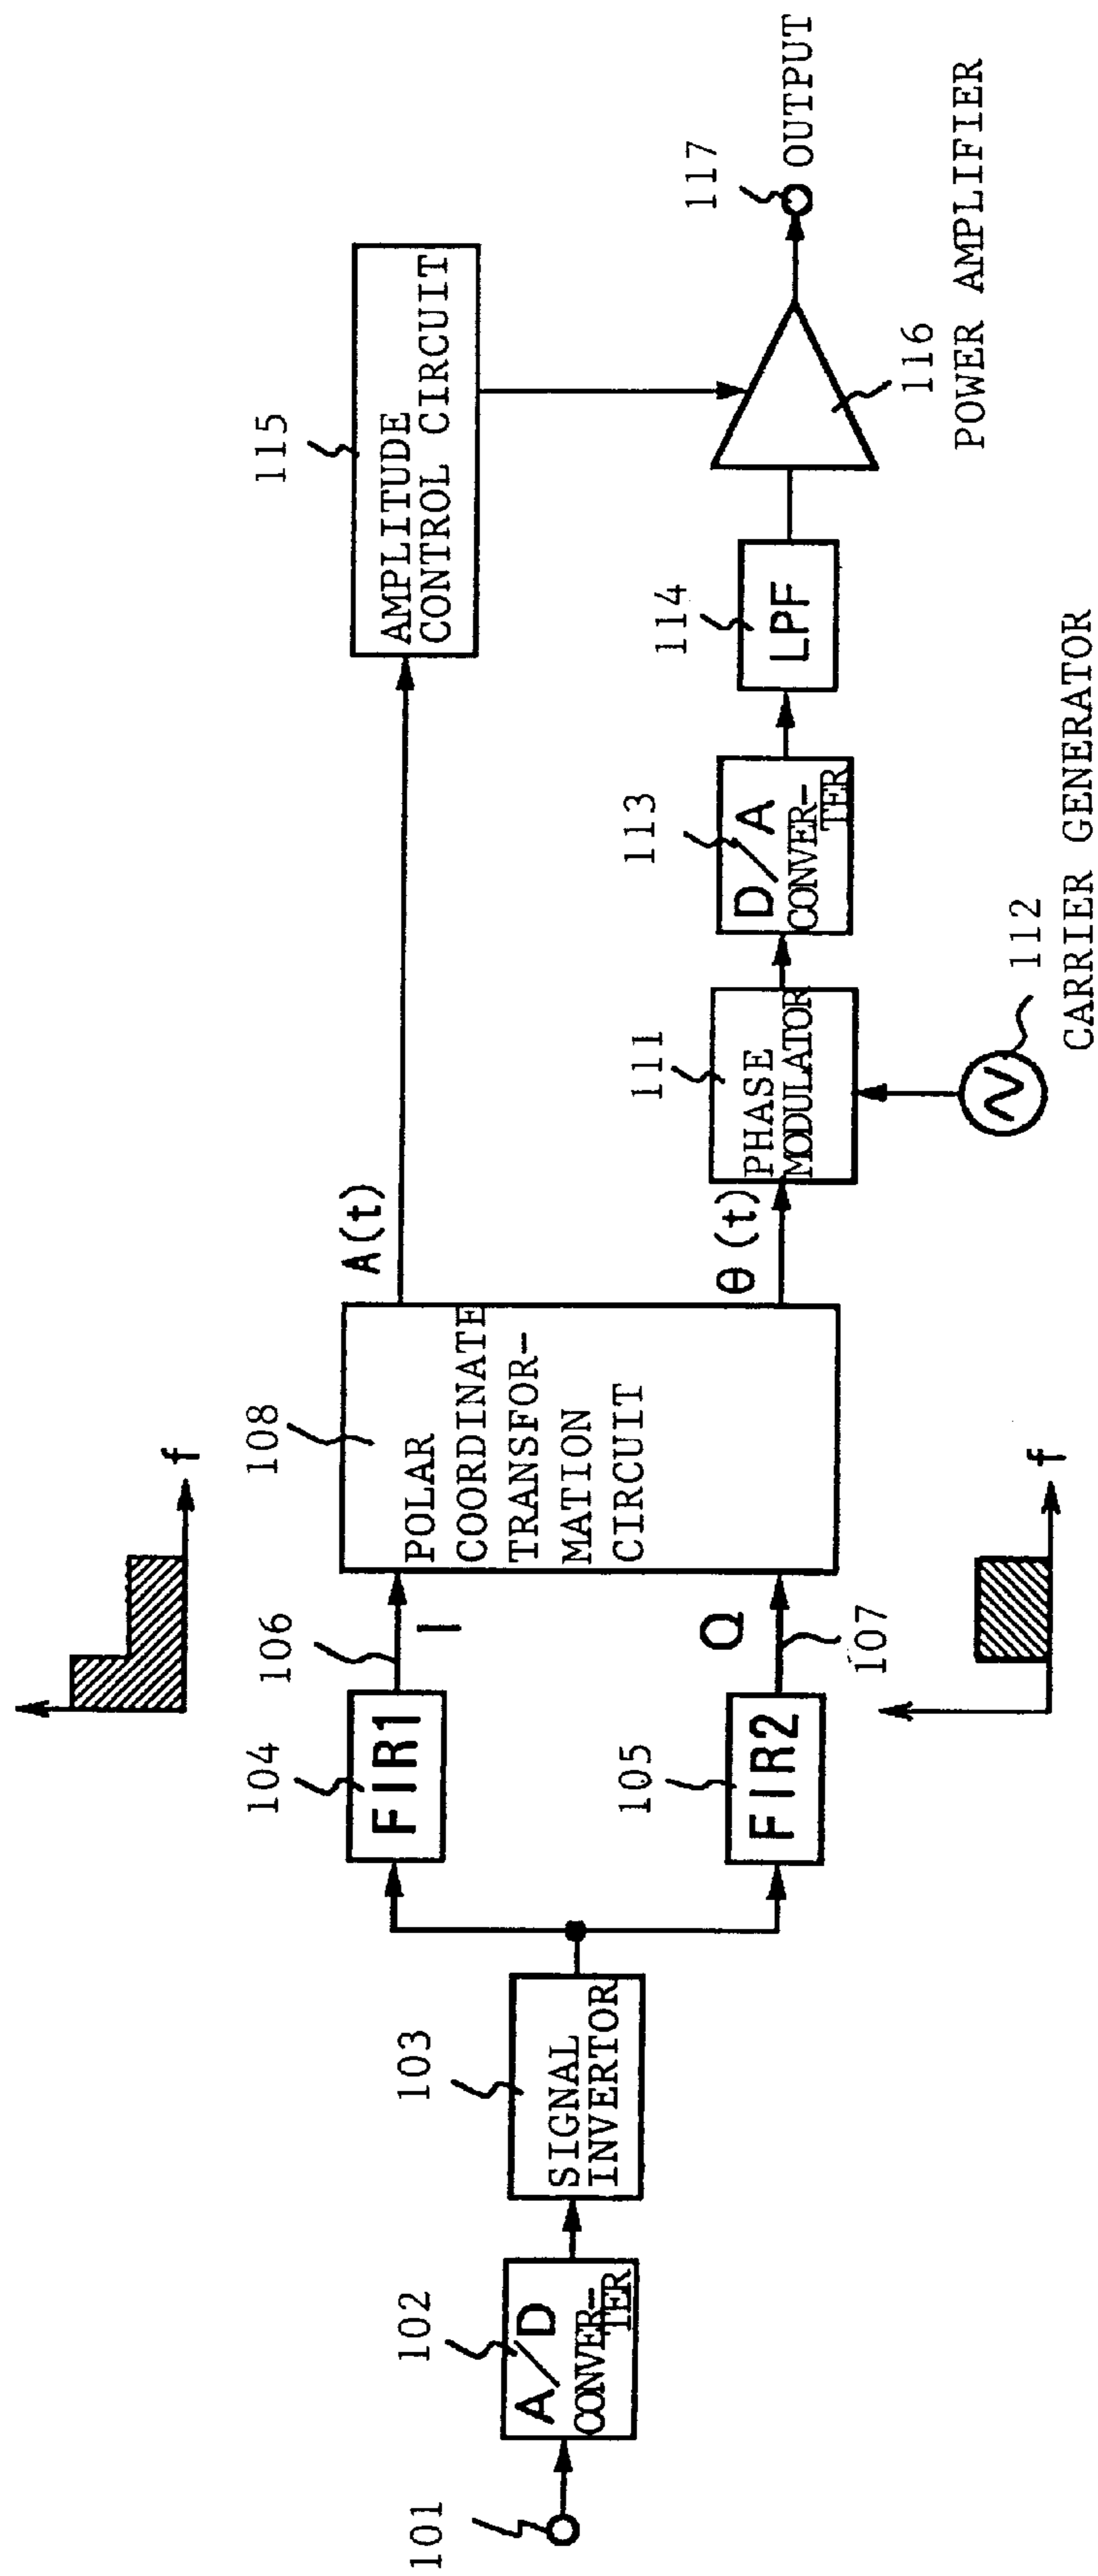 101
102
A/D
CONVER-
TER
103
SIGNAL
INVERTOR
104
FIR1
105
FIR2
106
I
Q
107
f
f
108
POLAR
COORDINATE
TRANSFOR-
MATION
CIRCUIT
A(t)
θ(t)
111
PHASE
MODULATOR
112
CARRIER GENERATOR
113
D/A
CONVER-
TER
114
LPF
115
AMPLITUDE
CONTROL CIRCUIT
116
POWER AMPLIFIER
117
OUTPUT